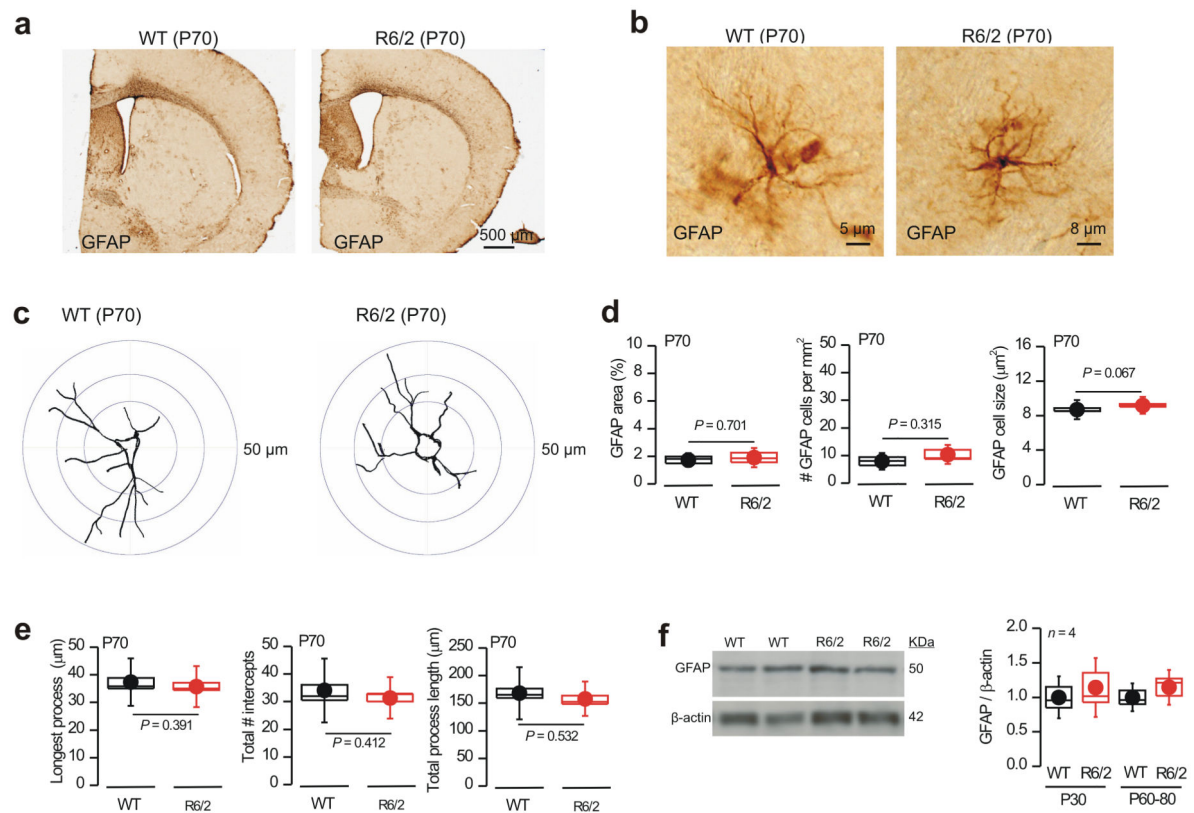 a
WT (P70)
R6/2 (P70)
GFAP
GFAP
500 µm
b
WT (P70)
R6/2 (P70)
GFAP
5 µm
GFAP
8 µm
c
WT (P70)
R6/2 (P70)
50 µm
50 µm
d
P70
GFAP area (%)
10
8
6
4
2
0
P = 0.701
WT
R6/2
P70
# GFAP cells per mm²
50
40
30
20
10
0
P = 0.315
WT
R6/2
P70
GFAP cell size (µm²)
16
12
8
4
0
P = 0.067
WT
R6/2
e
P70
Longest process (µm)
50
40
30
20
10
0
P = 0.391
WT
R6/2
P70
Total # intercepts
50
40
30
20
10
0
P = 0.412
WT
R6/2
P70
Total process length (µm)
250
200
150
100
50
0
P = 0.532
WT
R6/2
f
WT WT R6/2 R6/2 KDa
GFAP 50
β-actin 42
n = 4
GFAP / β-actin
2.0
1.5
1.0
0.5
0.0
WT R6/2 WT R6/2
P30 P60-80